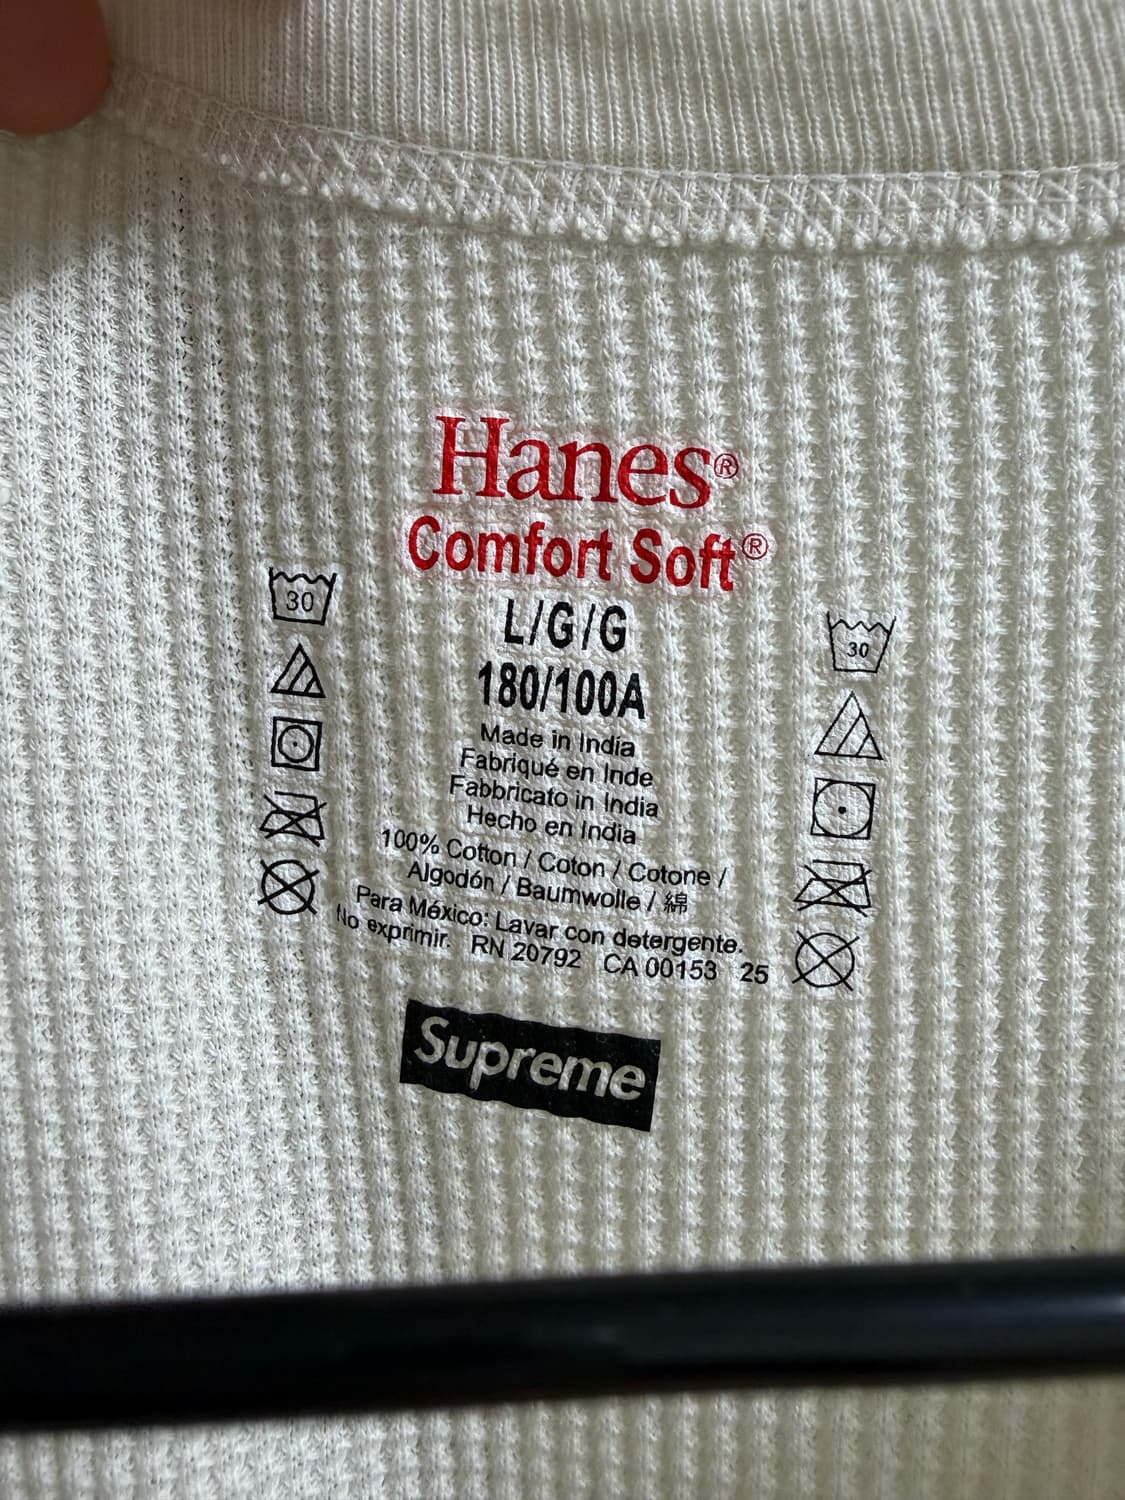 Hanes®
Comfort Soft®
L/G/G
180/100A
Made in India
Fabriqué en Inde
Fabbricato in India
Hecho en India
100% Cotton / Coton / Cotone /
Algodón / Baumwolle / 綿
Para México: Lavar con detergente.
No exprimir. RN 20792 CA 00153 25
30
30
Supreme